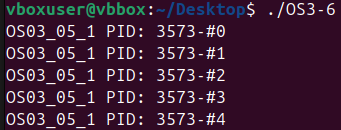 vboxuser@vbbox:~/Desktop$ ./OS3-6
OS03_05_1 PID: 3573-#0
OS03_05_1 PID: 3573-#1
OS03_05_1 PID: 3573-#2
OS03_05_1 PID: 3573-#3
OS03_05_1 PID: 3573-#4